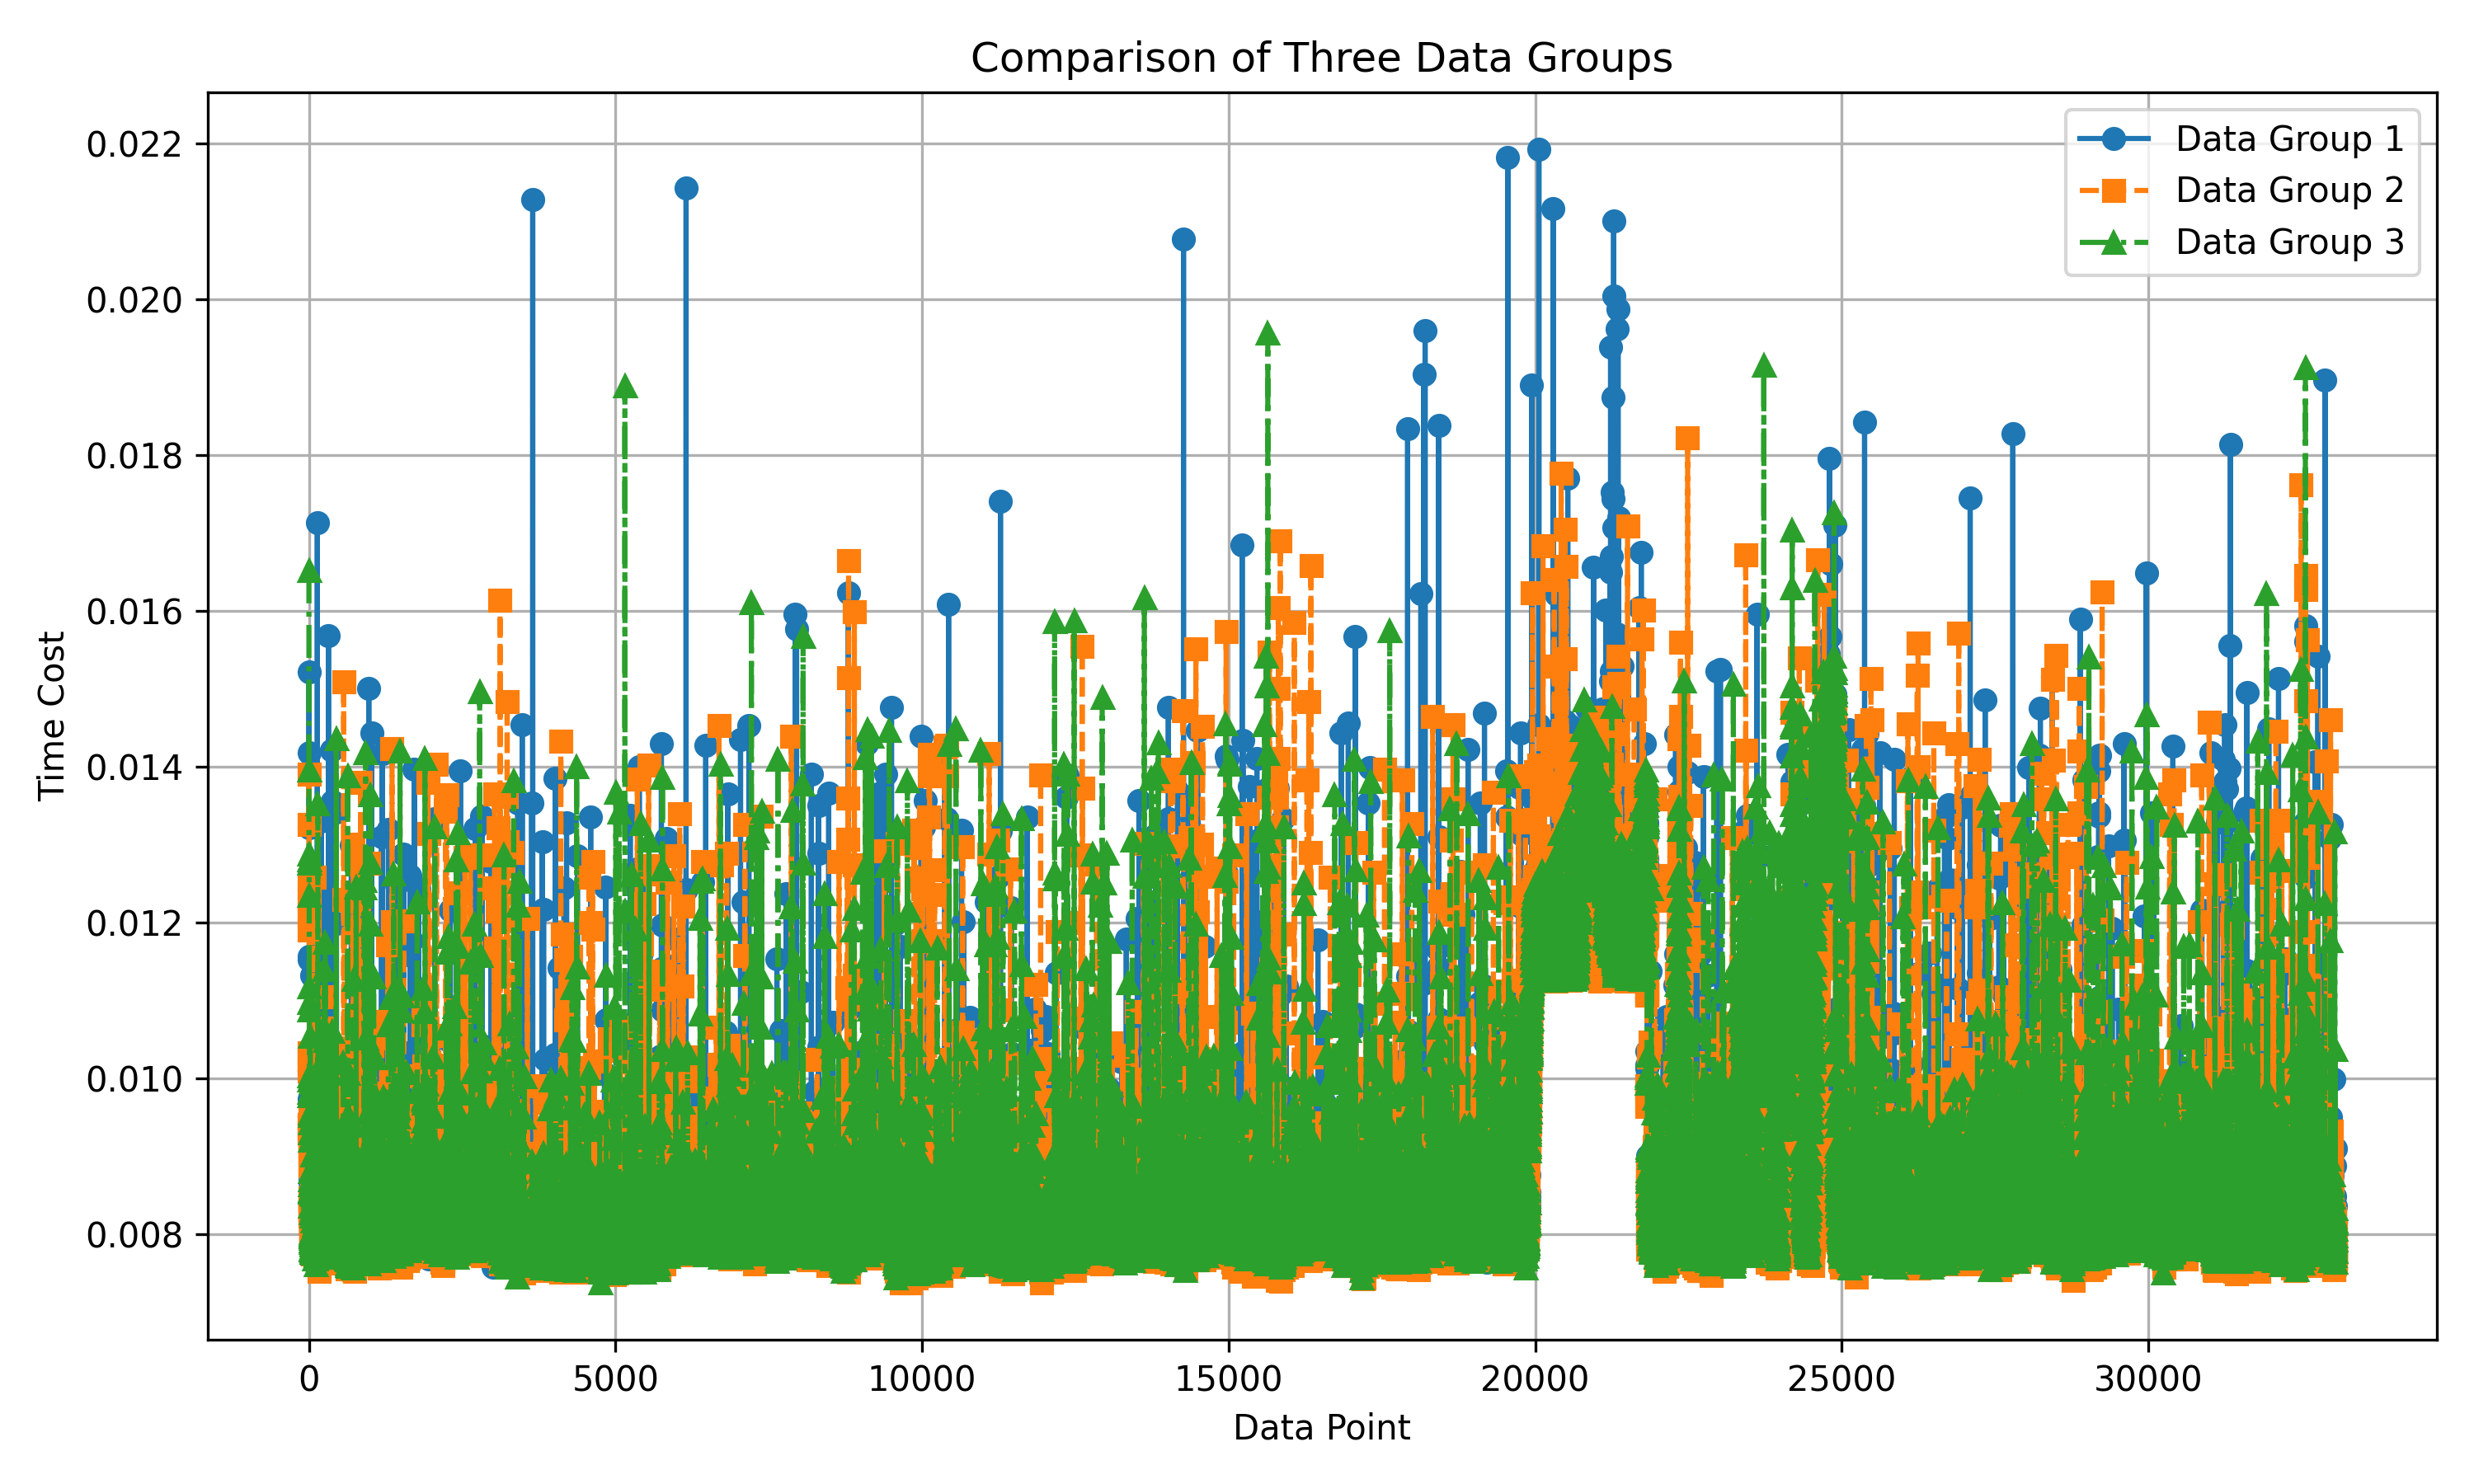 Comparison of Three Data Groups
Data Group 1
Data Group 2
Data Group 3
Time Cost
0.022
0.020
0.018
0.016
0.014
0.012
0.010
0.008
0
5000
10000
15000
20000
25000
30000
Data Point